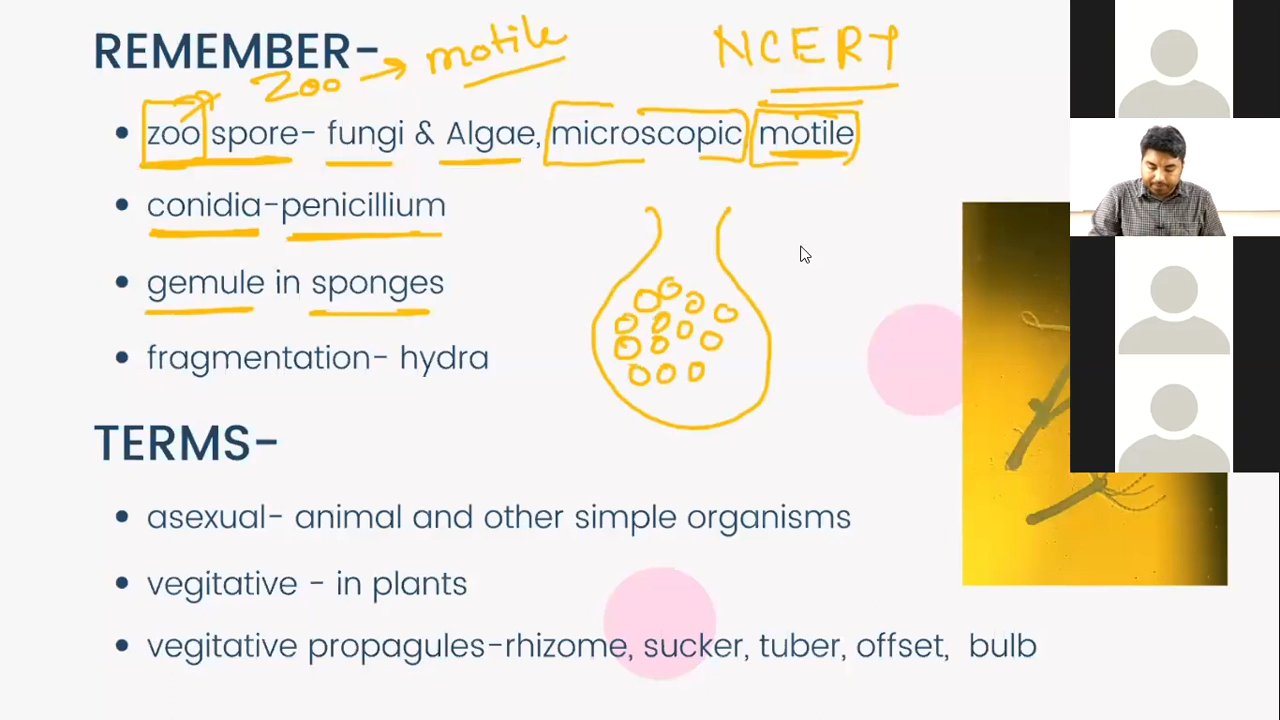 REMEMBER-
Zoo → motile
NCERT
• zoo spore- fungi & Algae, microscopic motile
• conidia-penicillium
• gemule in sponges
• fragmentation- hydra
TERMS-
• asexual- animal and other simple organisms
• vegitative - in plants
• vegitative propagules-rhizome, sucker, tuber, offset, bulb